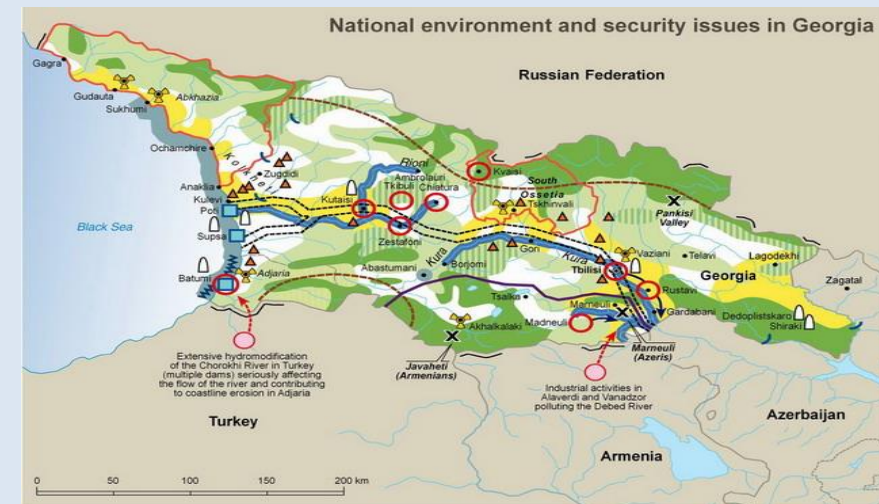 National environment and security issues in Georgia
Russian Federation
Gagra
Gudauta
Sukhumi
Abkhazia
Ochamchire
Kolkheti
Zugdidi
Anaklia
Kulevi
Poti
Supsa
Batumi
Adjaria
Black Sea
Kutaisi
Rioni
Ambrolauri
Tkibuli
Chiatura
Zestafoni
Kvaisi
South
Ossetia
Tskhinvali
Pankisi
Valley
Kura
Abastumani
Borjomi
Gori
Kura
Tbilisi
Vaziani
Telavi
Lagodekhi
Georgia
Zagatal
Rustavi
Gardabani
Dedoplistskaro
Shiraki
Tsalka
Marneuli
Madneuli
Akhalkalaki
Javaheti
(Armenians)
Marneuli
(Azeris)
Extensive hydromodification
of the Chorokhi River in Turkey
(multiple dams) seriously affecting
the flow of the river and contributing
to coastline erosion in Adjaria
Industrial activities in
Alaverdi and Vanadzor
polluting the Debed River
Turkey
Armenia
Azerbaijan
0 50 100 150 200 km